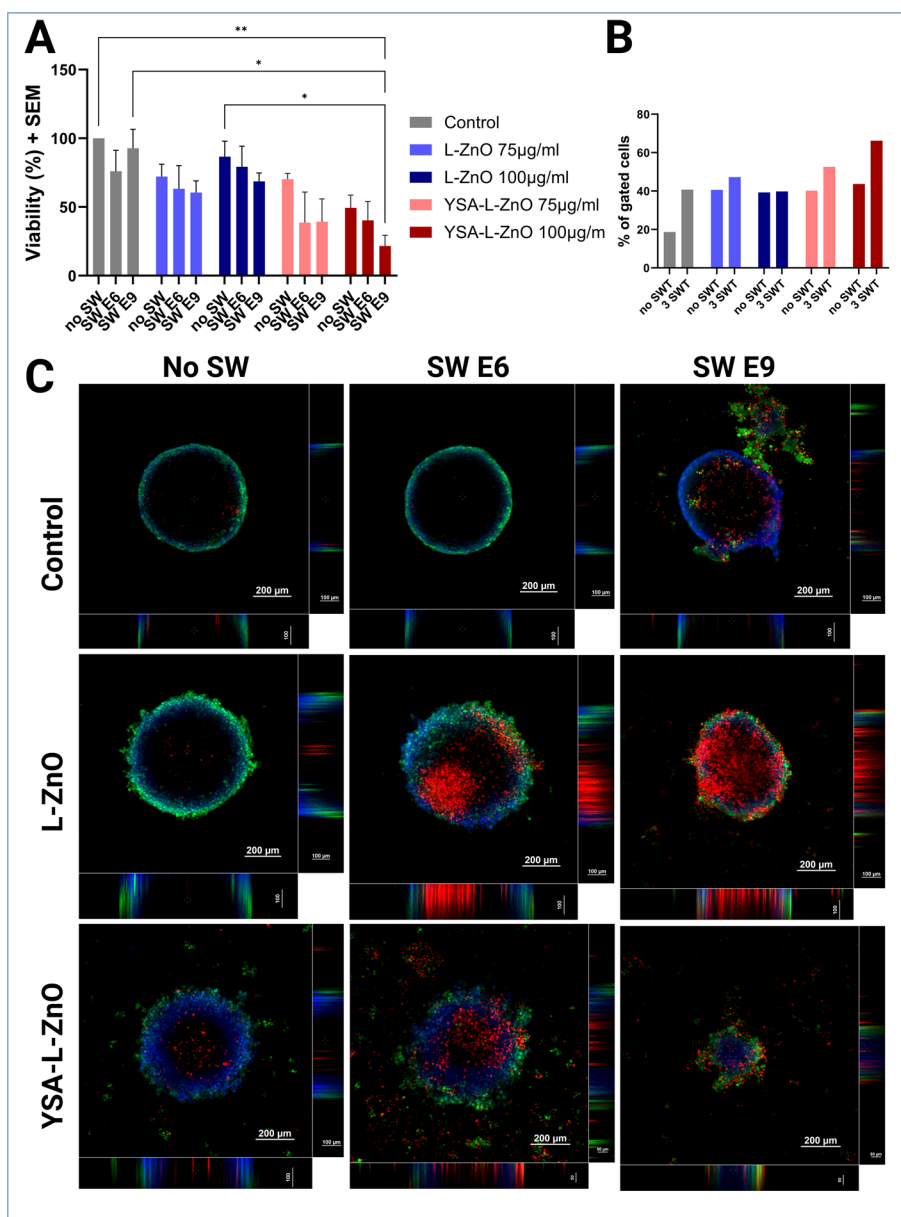 A
**
*
*
150
100
50
0
Viability (%) + SEM
no SW
SW E6
SW E9
no SW
SW E6
SW E9
no SW
SW E6
SW E9
no SW
SW E6
SW E9
no SW
SW E6
SW E9
Control
L-ZnO 75µg/ml
L-ZnO 100µg/ml
YSA-L-ZnO 75µg/ml
YSA-L-ZnO 100µg/m
B
80
60
40
20
0
% of gated cells
no SWT
3 SWT
no SWT
3 SWT
no SWT
3 SWT
no SWT
3 SWT
no SWT
3 SWT
C
No SW
SW E6
SW E9
Control
200 µm
100 µm
100
200 µm
100 µm
100
200 µm
100 µm
100
L-ZnO
200 µm
100 µm
100
200 µm
100 µm
100
200 µm
100 µm
100
YSA-L-ZnO
200 µm
100 µm
100
200 µm
50 µm
50
200 µm